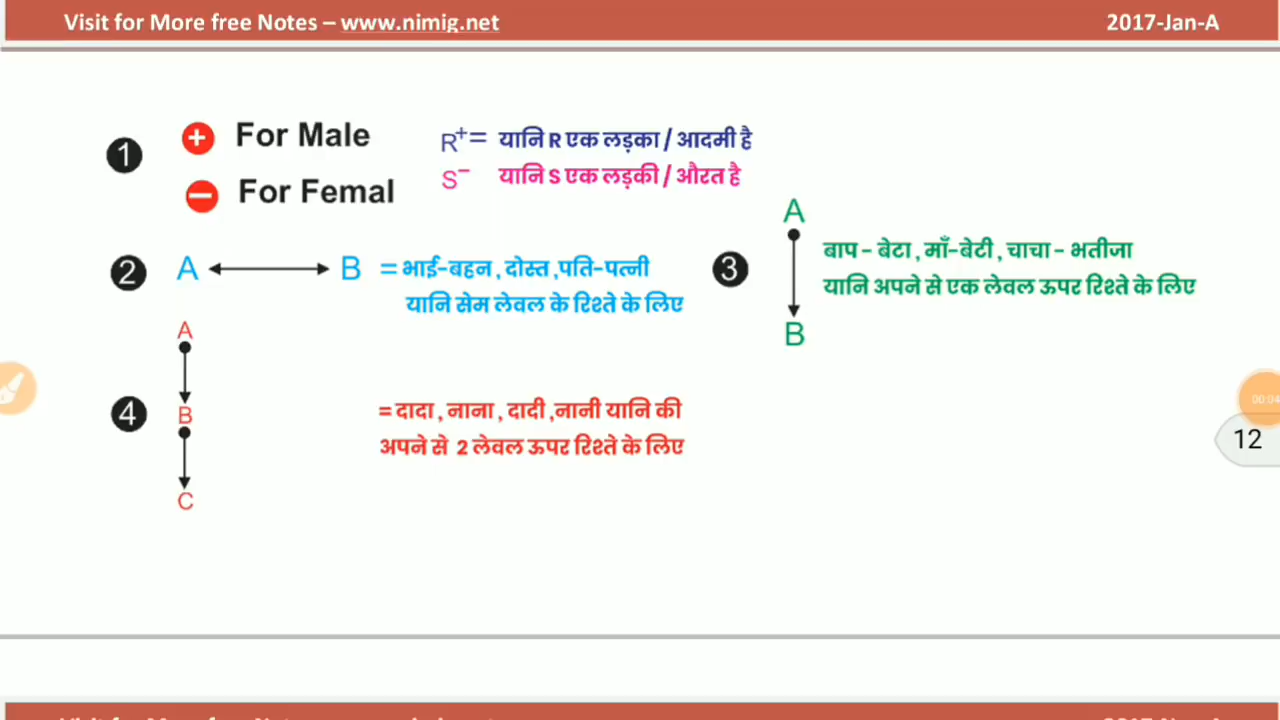 Visit for More free Notes – www.nimig.net 2017-Jan-A
1 + For Male
R+ = यानि R एक लड़का / आदमी है
− For Femal
S− यानि S एक लड़की / औरत है
2 A B = भाई-बहन , दोस्त ,पति-पत्नी
यानि सेम लेवल के रिश्ते के लिए
3 A
बाप - बेटा , माँ-बेटी , चाचा - भतीजा
यानि अपने से एक लेवल ऊपर रिश्ते के लिए
B
4 A
B
C
= दादा , नाना , दादी ,नानी यानि की
अपने से 2 लेवल ऊपर रिश्ते के लिए
00:04
12